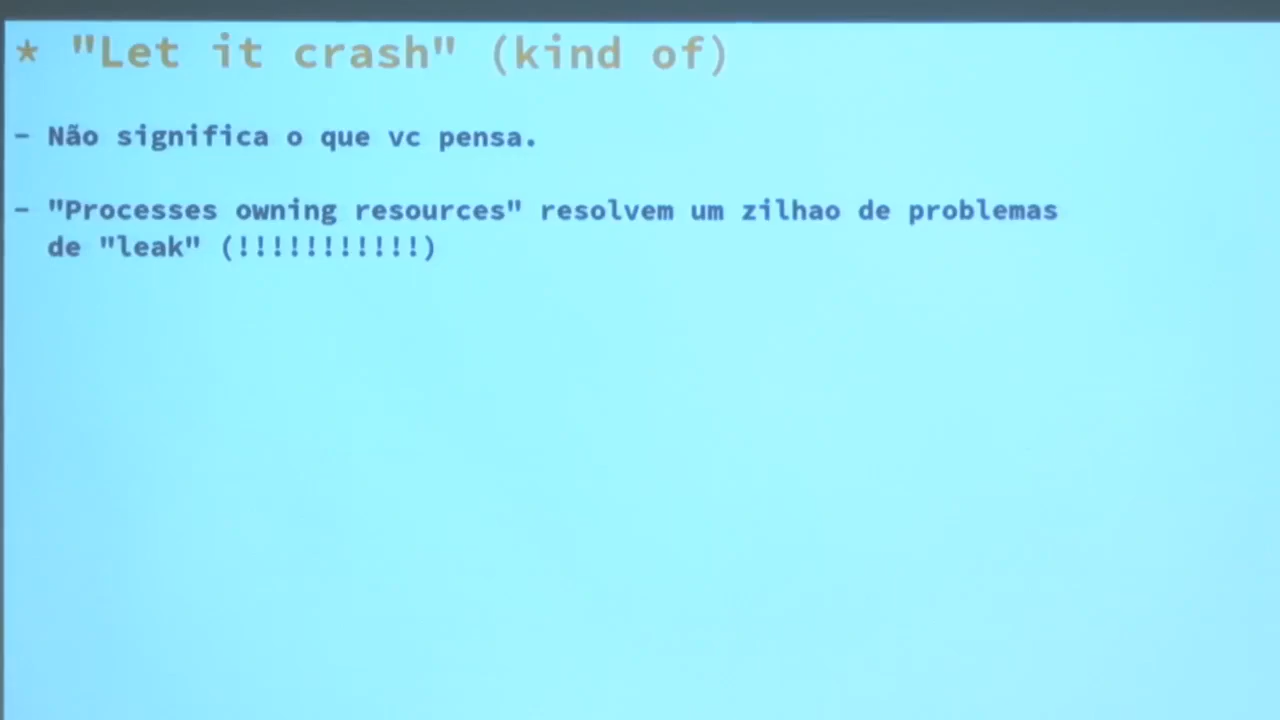 * "Let it crash" (kind of)
- Não significa o que vc pensa.
- "Processes owning resources" resolvem um zilhao de problemas
de "leak" (!!!!!!!!!!!)